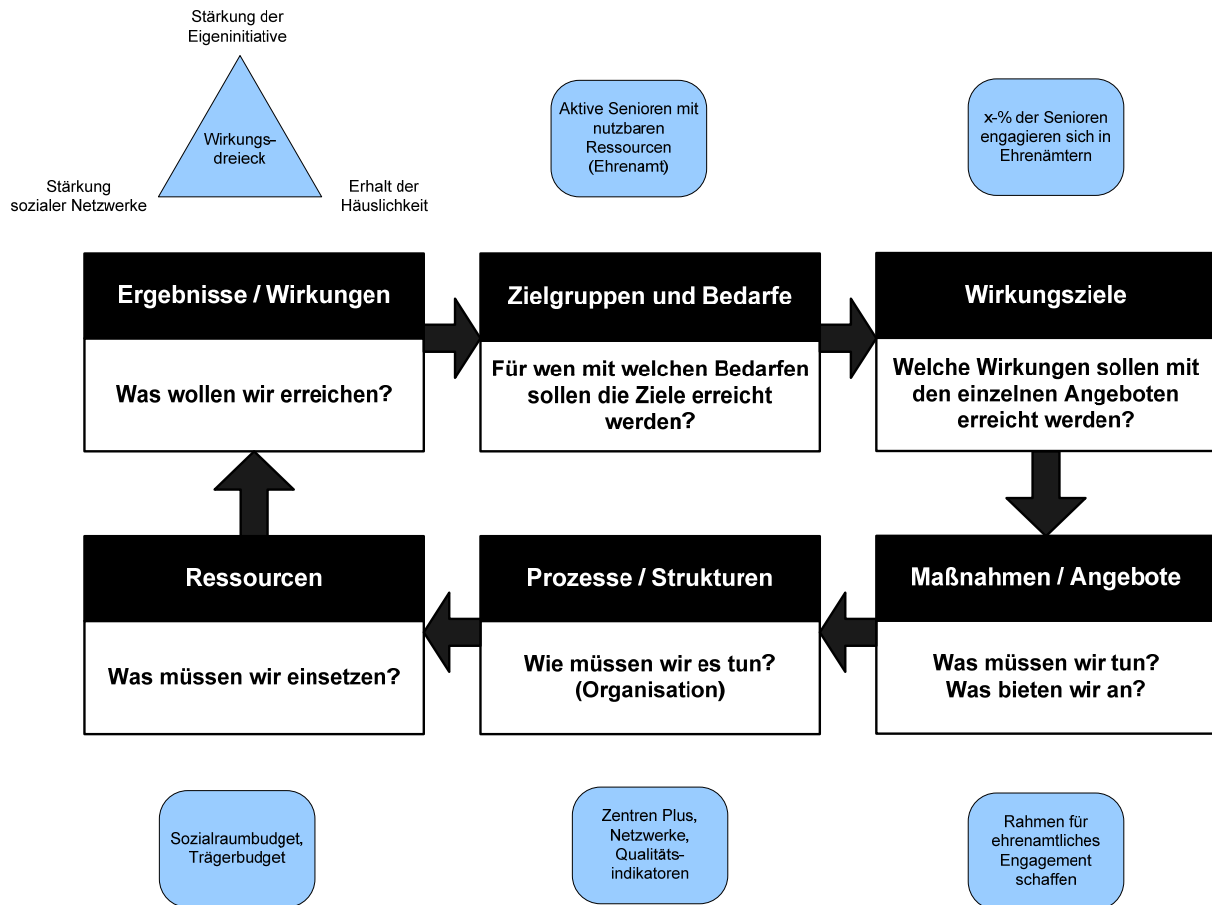 Stärkung der
Eigeninitiative
Wirkungs-
dreieck
Stärkung
sozialer Netzwerke
Erhalt der
Häuslichkeit
Aktive Senioren mit
nutzbaren
Ressourcen
(Ehrenamt)
x-% der Senioren
engagieren sich in
Ehrenämtern
Ergebnisse / Wirkungen
Was wollen wir erreichen?
Zielgruppen und Bedarfe
Für wen mit welchen Bedarfen
sollen die Ziele erreicht
werden?
Wirkungsziele
Welche Wirkungen sollen mit
den einzelnen Angeboten
erreicht werden?
Ressourcen
Was müssen wir einsetzen?
Prozesse / Strukturen
Wie müssen wir es tun?
(Organisation)
Maßnahmen / Angebote
Was müssen wir tun?
Was bieten wir an?
Sozialraumbudget,
Trägerbudget
Zentren Plus,
Netzwerke,
Qualitäts-
indikatoren
Rahmen für
ehrenamtliches
Engagement
schaffen